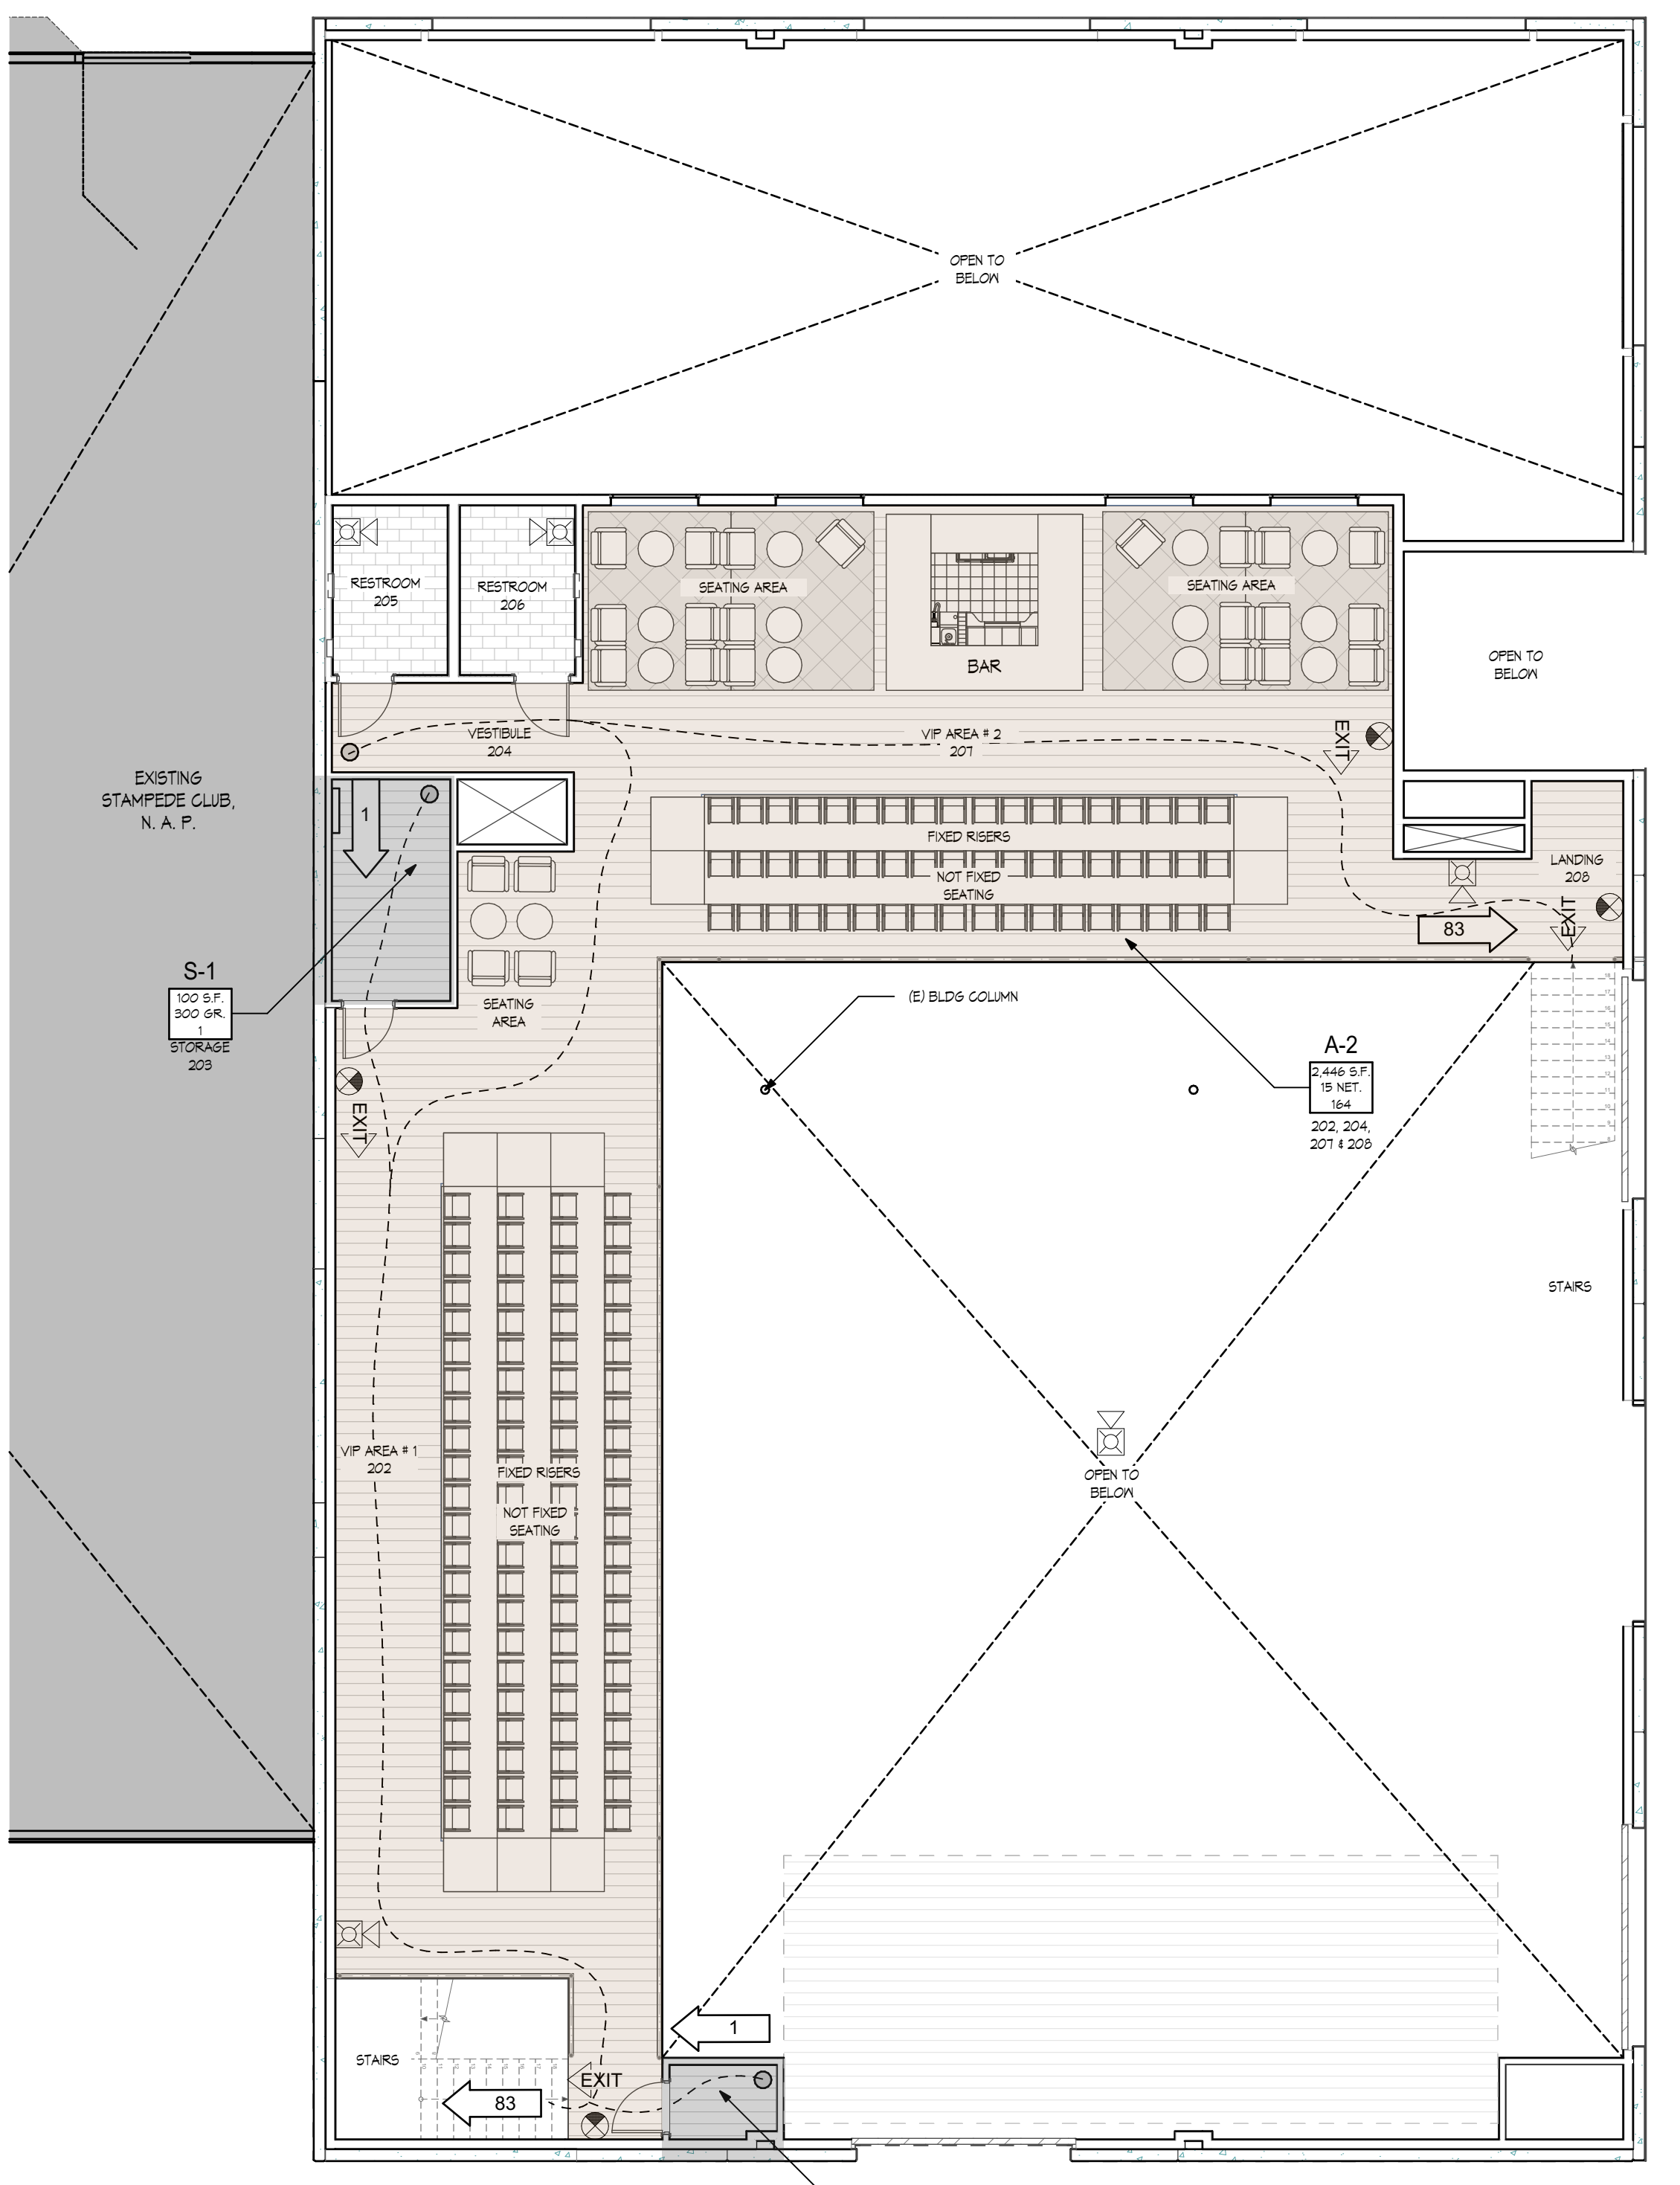 OPEN TO
BELOW
RESTROOM
205
RESTROOM
206
SEATING AREA
BAR
SEATING AREA
OPEN TO
BELOW
VESTIBULE
204
VIP AREA # 2
207
EXIT
EXISTING
STAMPEDE CLUB,
N. A. P.
1
FIXED RISERS
NOT FIXED
SEATING
LANDING
208
EXIT
83
S-1
100 S.F.
300 GR.
1
STORAGE
203
SEATING
AREA
(E) BLDG COLUMN
A-2
2,446 S.F.
15 NET.
164
202, 204,
207 & 208
EXIT
STAIRS
VIP AREA # 1
202
FIXED RISERS
NOT FIXED
SEATING
OPEN TO
BELOW
1
STAIRS
EXIT
83